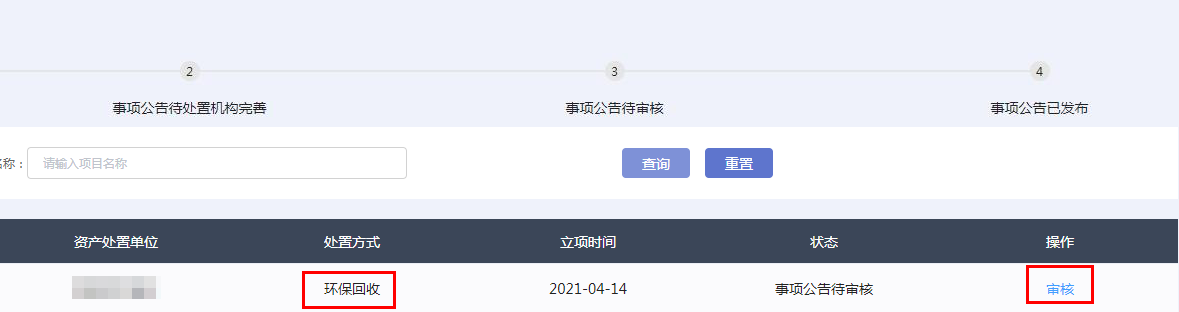 2 3 4
事项公告待处置机构完善 事项公告待审核 事项公告已发布
名称： 请输入项目名称 查询 重置
资产处置单位 处置方式 立项时间 状态 操作
环保回收 2021-04-14 事项公告待审核 审核